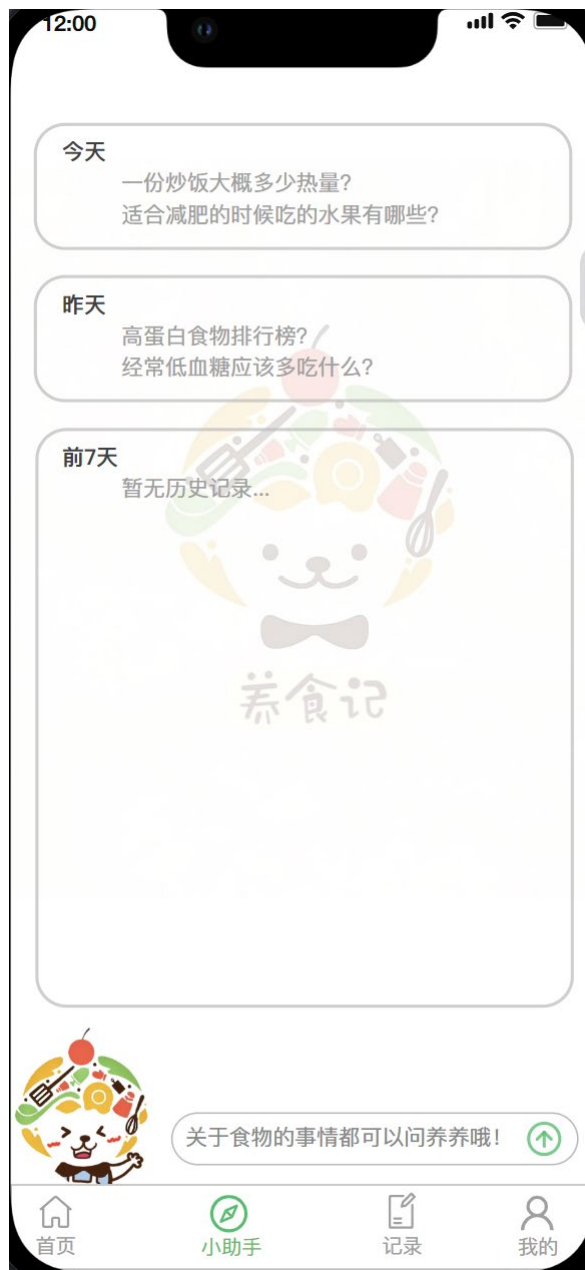 12:00
今天
一份炒饭大概多少热量?
适合减肥的时候吃的水果有哪些?
昨天
高蛋白食物排行榜?
经常低血糖应该多吃什么?
前7天
暂无历史记录...
养食记
关于食物的事情都可以问养养哦!
首页
小助手
记录
我的